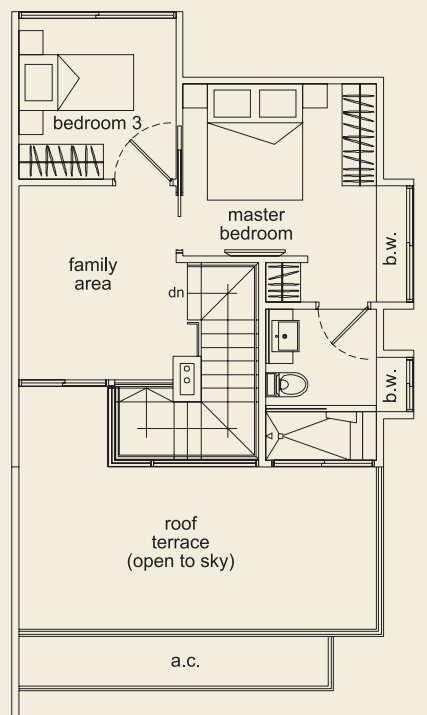 bedroom 3
master
bedroom
b.w.
family
area
dn
b.w.
roof
terrace
(open to sky)
a.c.